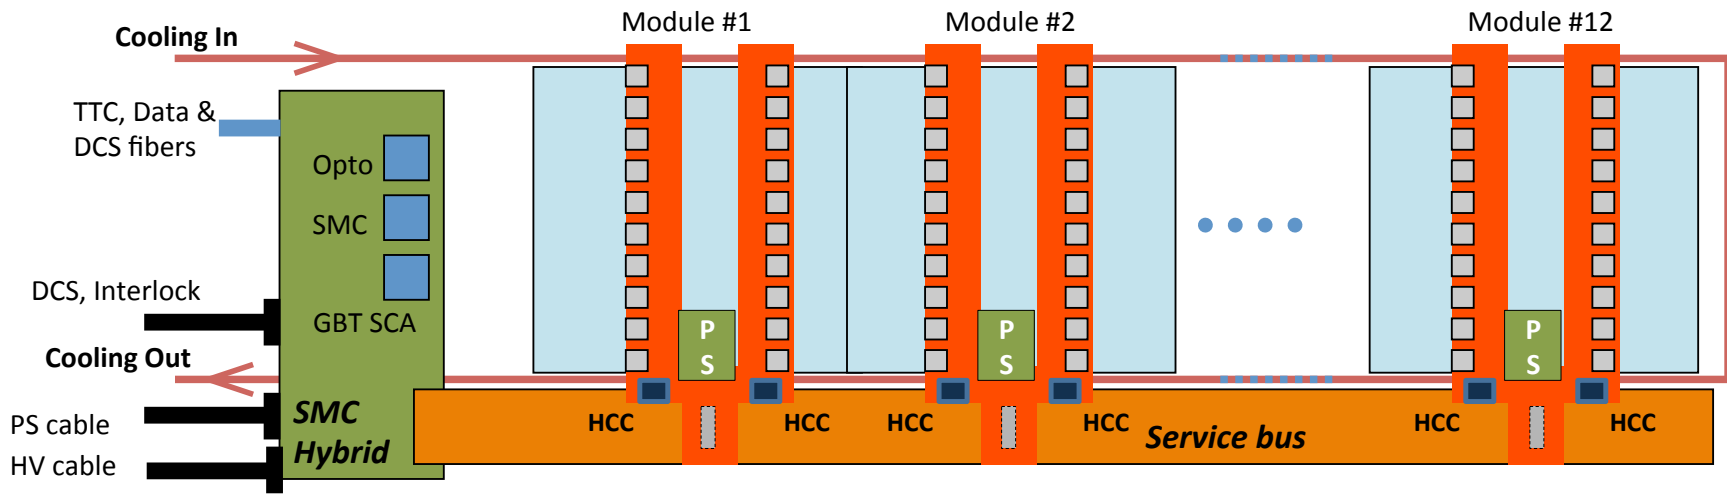 Module #1
Module #2
Module #12
Cooling In
TTC, Data &
DCS fibers
Opto
SMC
GBT SCA
DCS, Interlock
Cooling Out
PS cable
HV cable
SMC
Hybrid
P
S
P
S
P
S
HCC
HCC
HCC
HCC
HCC
HCC
Service bus